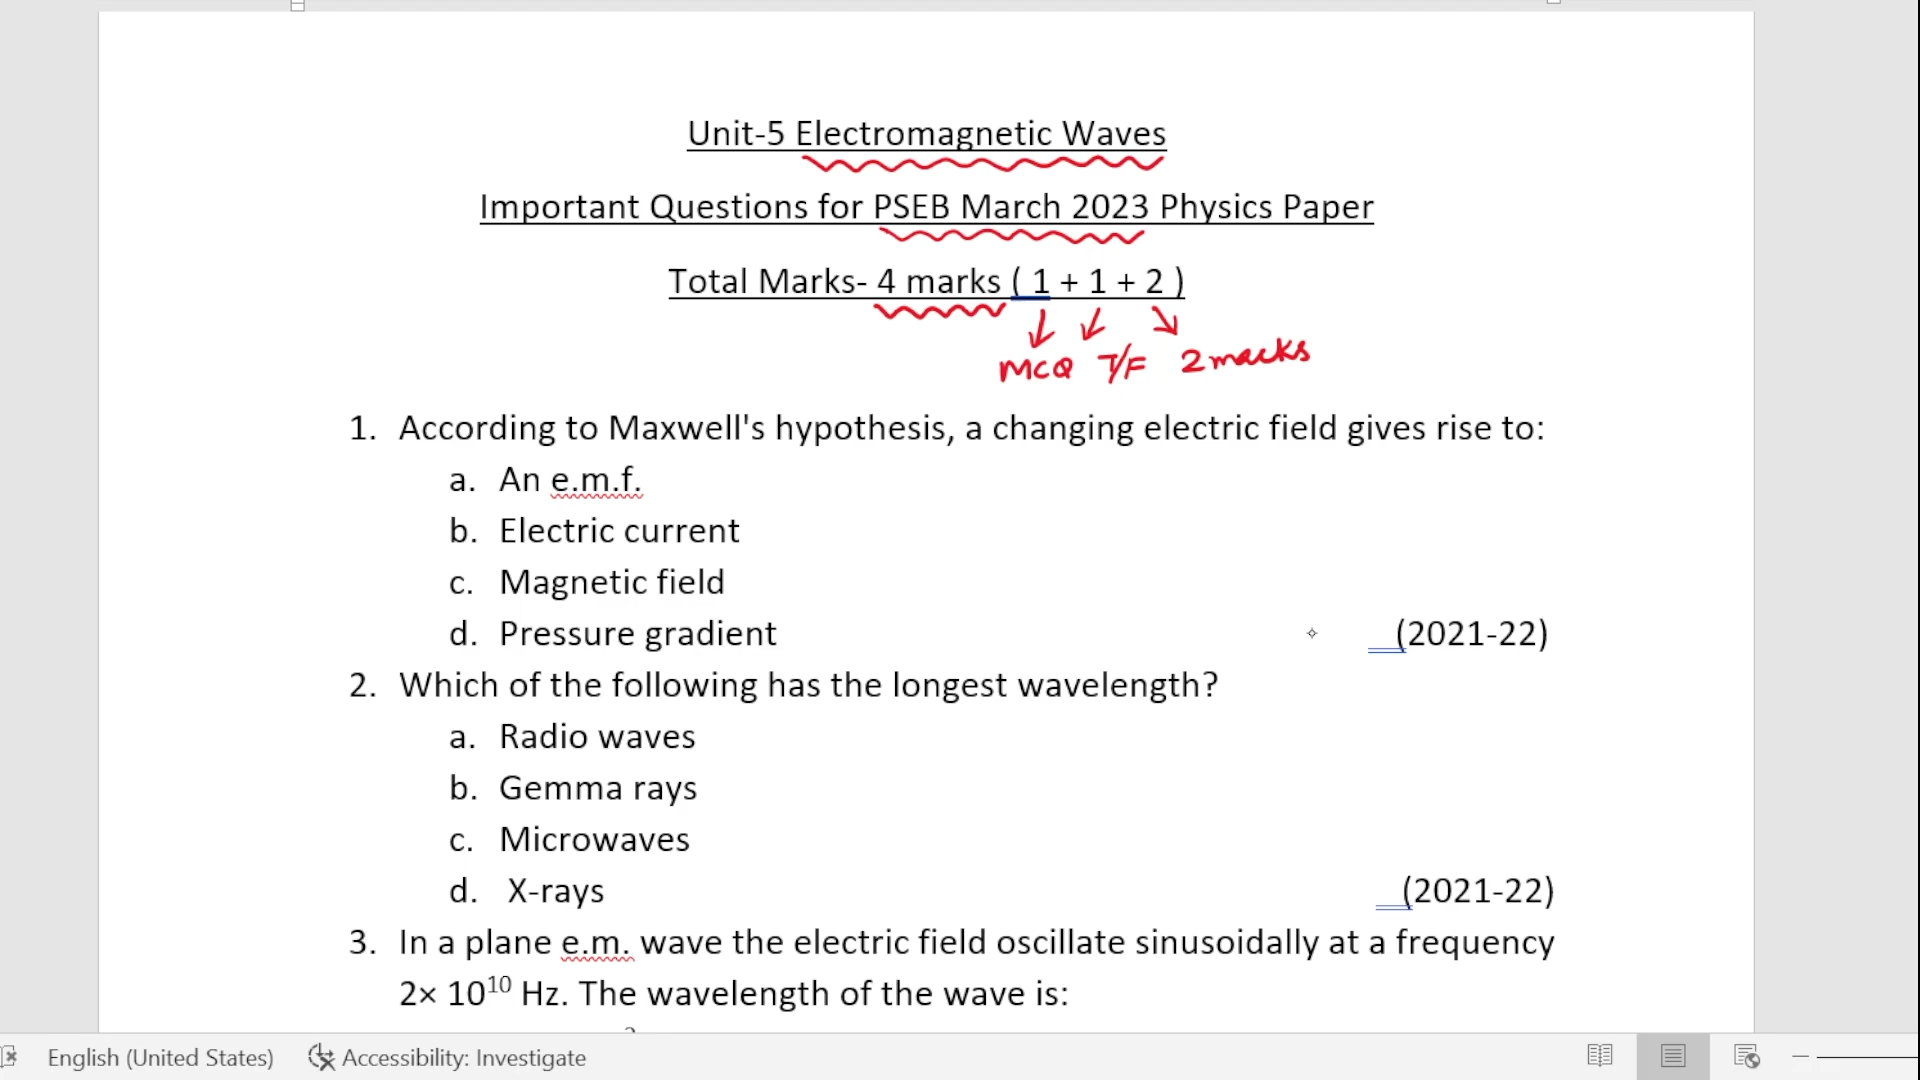 Unit-5 Electromagnetic Waves
Important Questions for PSEB March 2023 Physics Paper
Total Marks- 4 marks ( 1 + 1 + 2 )
MCQ T/F 2 marks
1. According to Maxwell's hypothesis, a changing electric field gives rise to:
a. An e.m.f.
b. Electric current
c. Magnetic field
d. Pressure gradient (2021-22)
2. Which of the following has the longest wavelength?
a. Radio waves
b. Gemma rays
c. Microwaves
d. X-rays (2021-22)
3. In a plane e.m. wave the electric field oscillate sinusoidally at a frequency
2× 10¹⁰ Hz. The wavelength of the wave is:
English (United States) Accessibility: Investigate